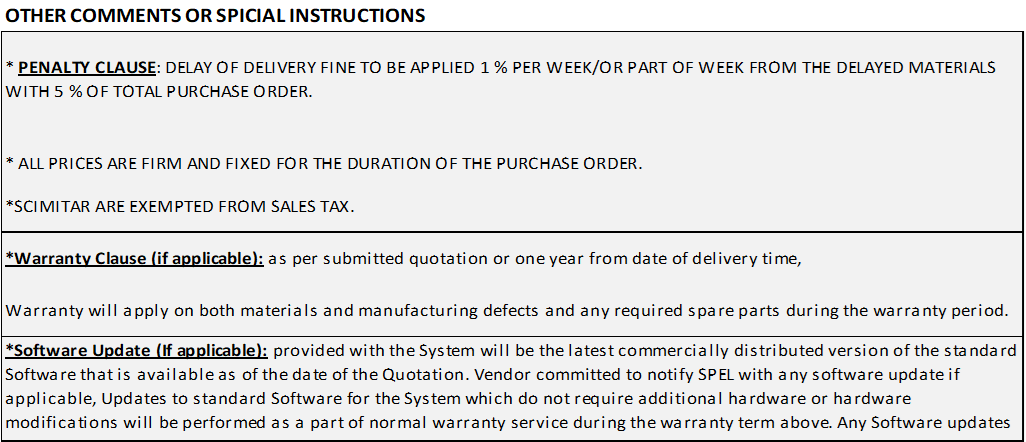 OTHER COMMENTS OR SPICIAL INSTRUCTIONS
* PENALTY CLAUSE: DELAY OF DELIVERY FINE TO BE APPLIED 1 % PER WEEK/OR PART OF WEEK FROM THE DELAYED MATERIALS
WITH 5 % OF TOTAL PURCHASE ORDER.
* ALL PRICES ARE FIRM AND FIXED FOR THE DURATION OF THE PURCHASE ORDER.
*SCIMITAR ARE EXEMPTED FROM SALES TAX.
*Warranty Clause (if applicable): as per submitted quotation or one year from date of delivery time,
Warranty will apply on both materials and manufacturing defects and any required spare parts during the warranty period.
*Software Update (If applicable): provided with the System will be the latest commercially distributed version of the standard
Software that is available as of the date of the Quotation. Vendor committed to notify SPEL with any software update if
applicable, Updates to standard Software for the System which do not require additional hardware or hardware
modifications will be performed as a part of normal warranty service during the warranty term above. Any Software updates